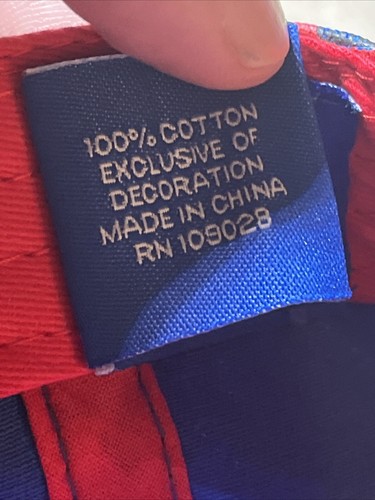 100% COTTON
EXCLUSIVE OF
DECORATION
MADE IN CHINA
RN 109028